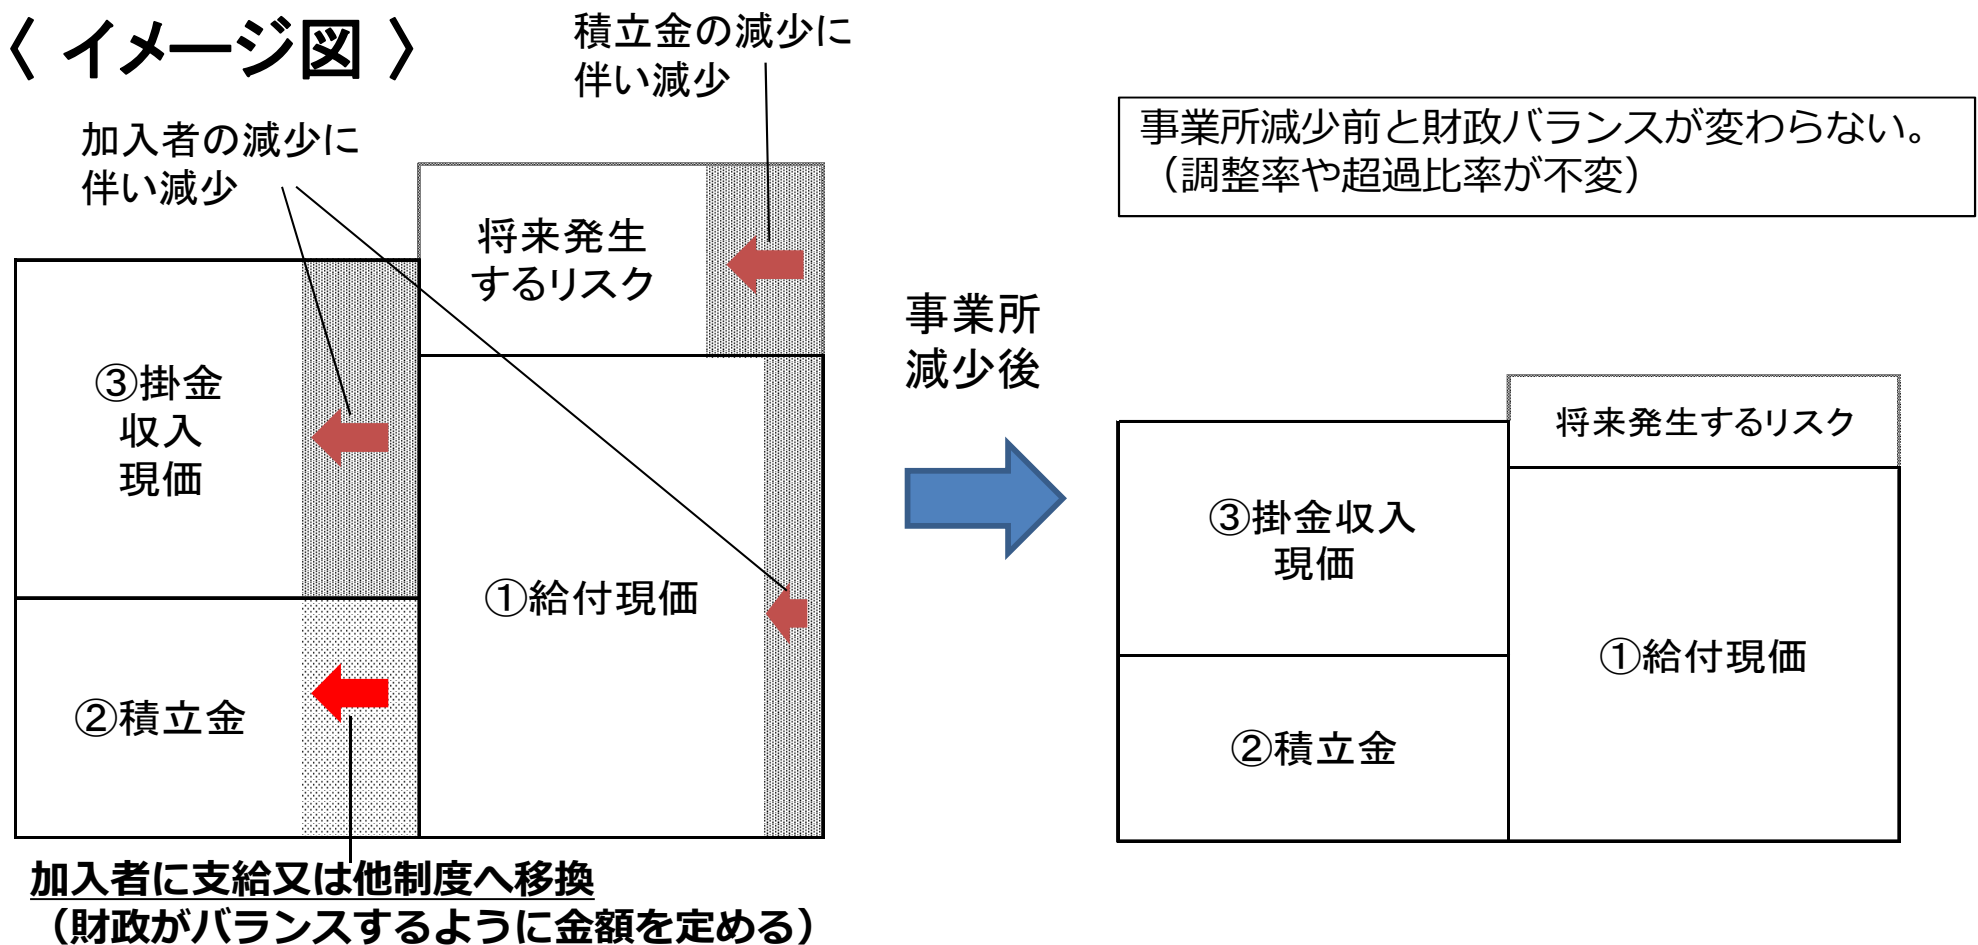 〈 イメージ図 〉
積立金の減少に
伴い減少
加入者の減少に
伴い減少
事業所減少前と財政バランスが変わらない。
（調整率や超過比率が不変）
将来発生
するリスク
③掛金
収入
現価
①給付現価
②積立金
加入者に支給又は他制度へ移換
（財政がバランスするように金額を定める）
事業所
減少後
将来発生するリスク
③掛金収入
現価
①給付現価
②積立金